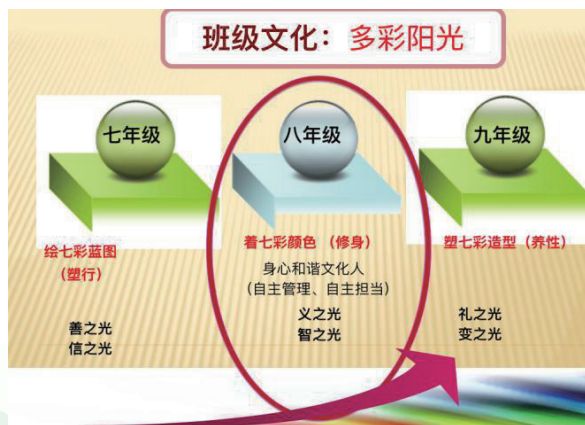 班级文化：多彩阳光
七年级
绘七彩蓝图
（塑行）
善之光
信之光
八年级
着七彩颜色 （修身）
身心和谐文化人
（自主管理、自主担当）
义之光
智之光
九年级
塑七彩造型（养性）
礼之光
变之光